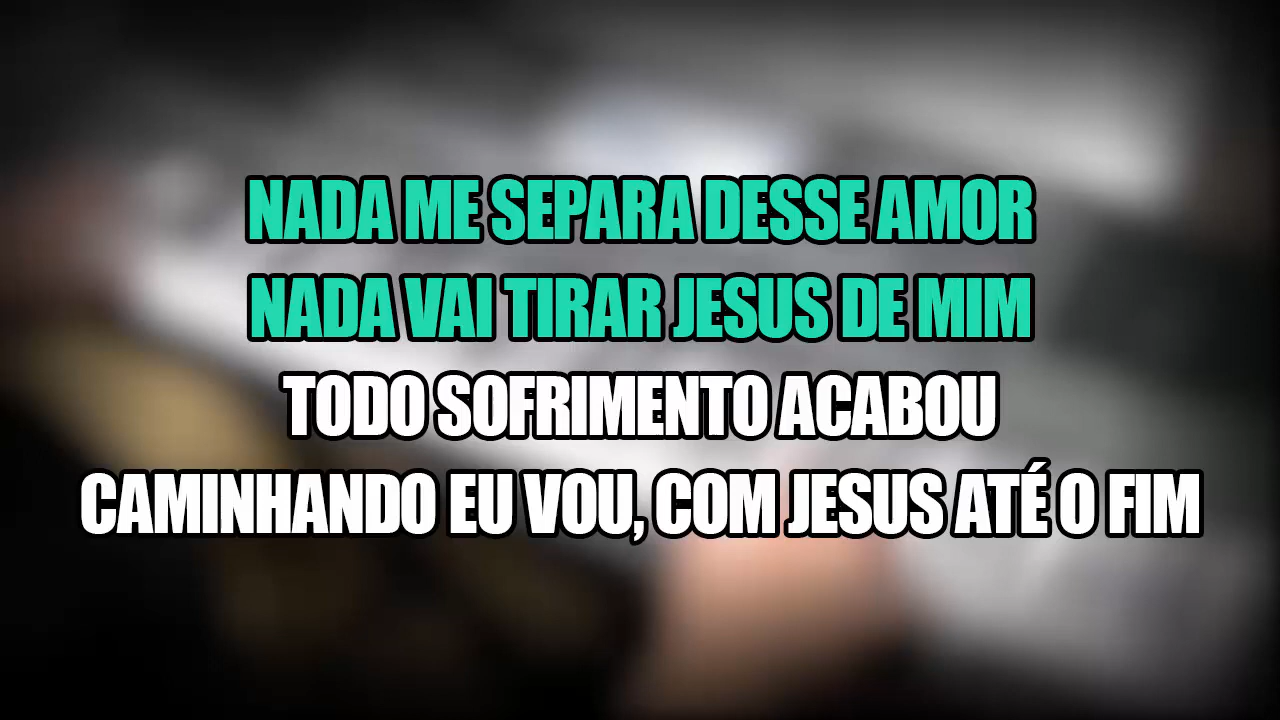 NADA ME SEPARA DESSE AMOR
NADA VAI TIRAR JESUS DE MIM
TODO SOFRIMENTO ACABOU
CAMINHANDO EU VOU, COM JESUS ATÉ O FIM